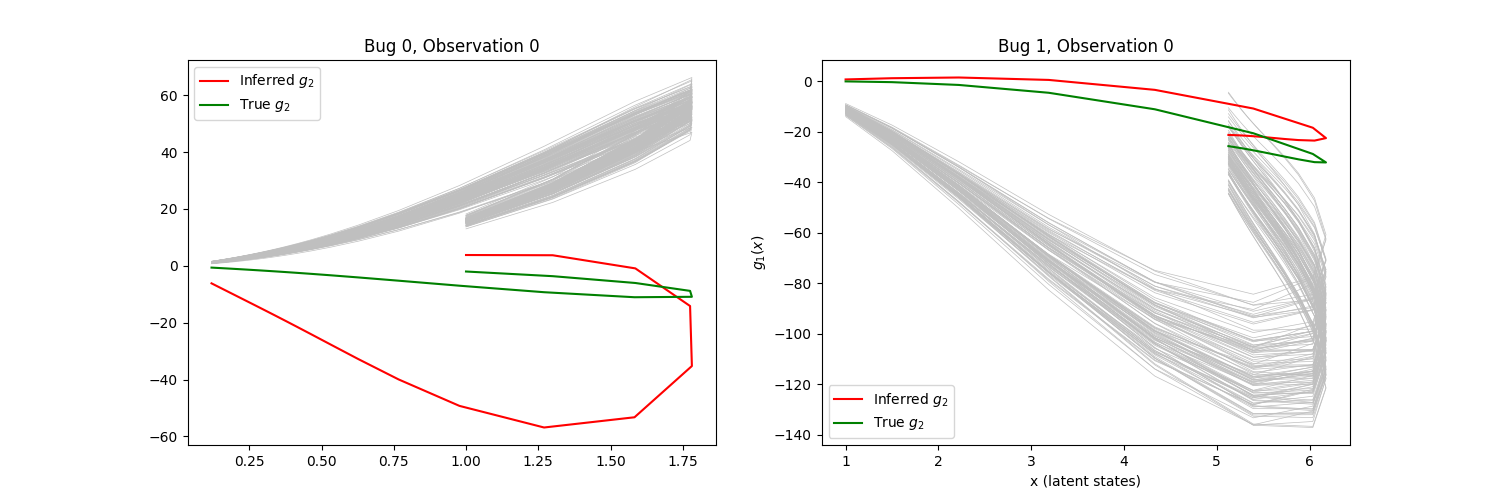 Bug 0, Observation 0
Inferred g₂
True g₂
60
40
20
0
−20
−40
−60
0.25 0.50 0.75 1.00 1.25 1.50 1.75
Bug 1, Observation 0
g₁(x)
0
−20
−40
−60
−80
−100
−120
−140
Inferred g₂
True g₂
1 2 3 4 5 6
x (latent states)